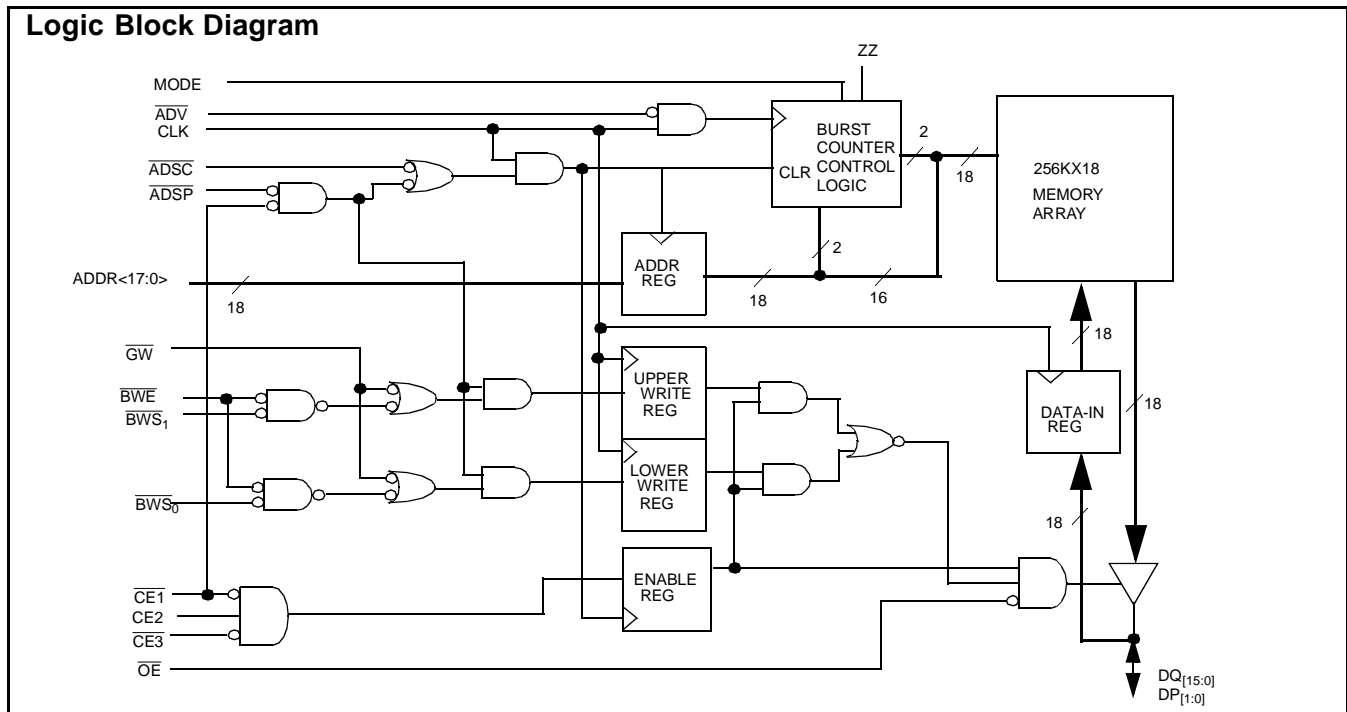 Logic Block Diagram
ZZ
MODE
ADV
CLK
BURST
COUNTER
CONTROL
LOGIC
CLR
2
18
256KX18
MEMORY
ARRAY
ADSC
ADSP
2
ADDR<17:0>
18
ADDR
REG
18
16
18
GW
BWE
BWS1
UPPER
WRITE
REG
DATA-IN
REG
18
LOWER
WRITE
REG
BWS0
18
ENABLE
REG
CE1
CE2
CE3
OE
DQ[15:0]
DP[1:0]